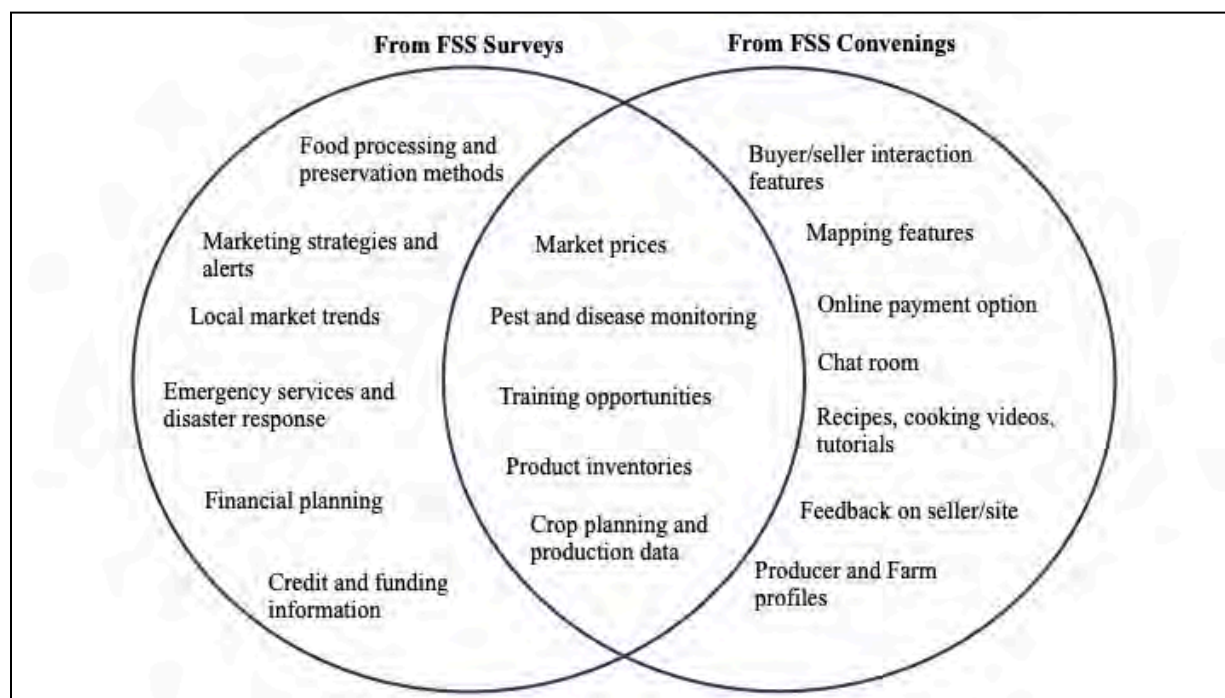 From FSS Surveys
From FSS Convenings
Food processing and
preservation methods
Marketing strategies and
alerts
Local market trends
Emergency services and
disaster response
Financial planning
Credit and funding
information
Market prices
Pest and disease monitoring
Training opportunities
Product inventories
Crop planning and
production data
Buyer/seller interaction
features
Mapping features
Online payment option
Chat room
Recipes, cooking videos,
tutorials
Feedback on seller/site
Producer and Farm
profiles